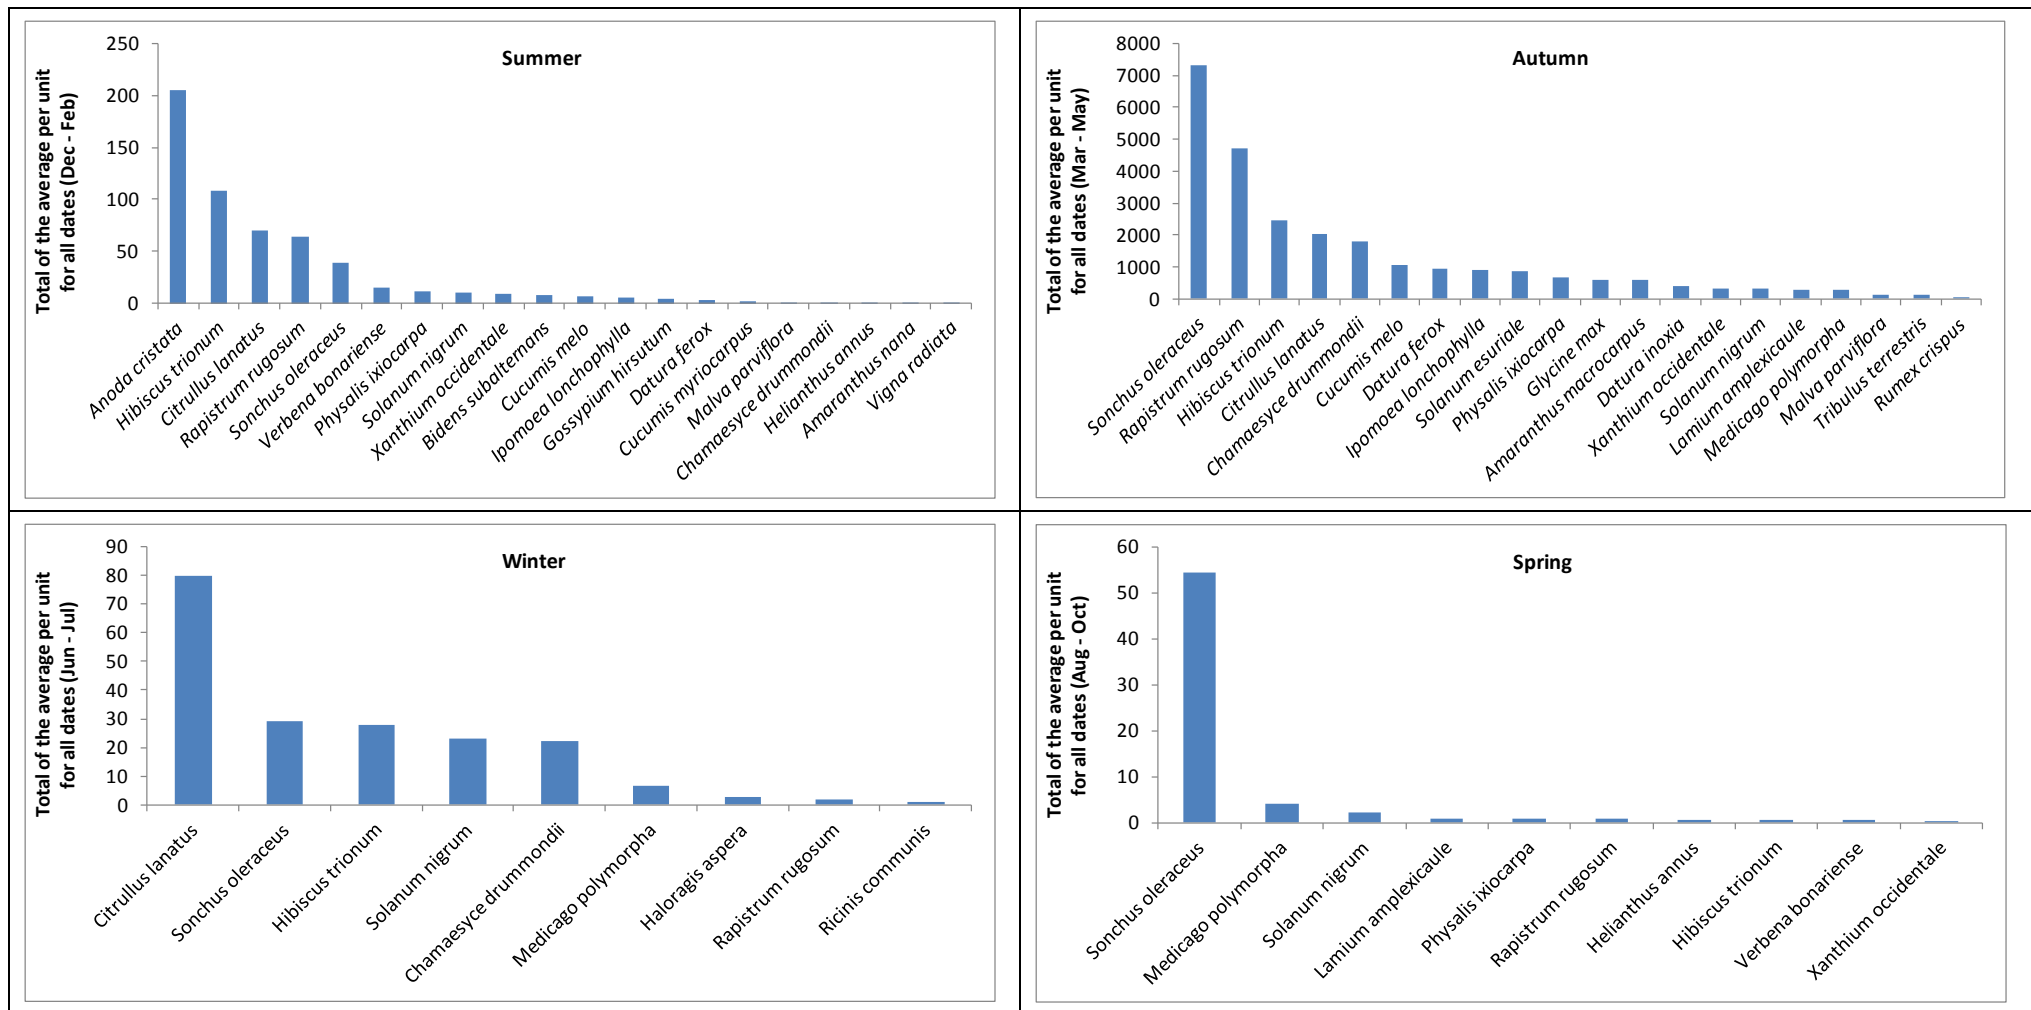 Summer
Total of the average per unit
for all dates (Dec - Feb)
250
200
150
100
50
0
Anoda cristata
Hibiscus trionum
Citrullus lanatus
Rapistrum rugosum
Sonchus oleraceus
Verbena bonariense
Physalis ixiocarpa
Solanum nigrum
Xanthium occidentale
Bidens subalternans
Cucumis melo
Ipomoea lonchophylla
Gossypium hirsutum
Datura ferox
Cucumis myriocarpus
Malva parviflora
Chamaesyce drummondii
Helianthus annus
Amaranthus nana
Vigna radiata
Autumn
Total of the average per unit
for all dates (Mar - May)
8000
7000
6000
5000
4000
3000
2000
1000
0
Sonchus oleraceus
Rapistrum rugosum
Hibiscus trionum
Citrullus lanatus
Chamaesyce drummondii
Cucumis melo
Datura ferox
Ipomoea lonchophylla
Solanum esuriale
Physalis ixiocarpa
Glycine max
Amaranthus macrocarpus
Datura inoxia
Xanthium occidentale
Solanum nigrum
Lamium amplexicaule
Medicago polymorpha
Malva parviflora
Tribulus terrestris
Rumex crispus
Winter
Total of the average per unit
for all dates (Jun - Jul)
90
80
70
60
50
40
30
20
10
0
Citrullus lanatus
Sonchus oleraceus
Hibiscus trionum
Solanum nigrum
Chamaesyce drummondii
Medicago polymorpha
Haloragis aspera
Rapistrum rugosum
Ricinis communis
Spring
Total of the average per unit
for all dates (Aug - Oct)
60
50
40
30
20
10
0
Sonchus oleraceus
Medicago polymorpha
Solanum nigrum
Lamium amplexicaule
Physalis ixiocarpa
Rapistrum rugosum
Helianthus annus
Hibiscus trionum
Verbena bonariense
Xanthium occidentale